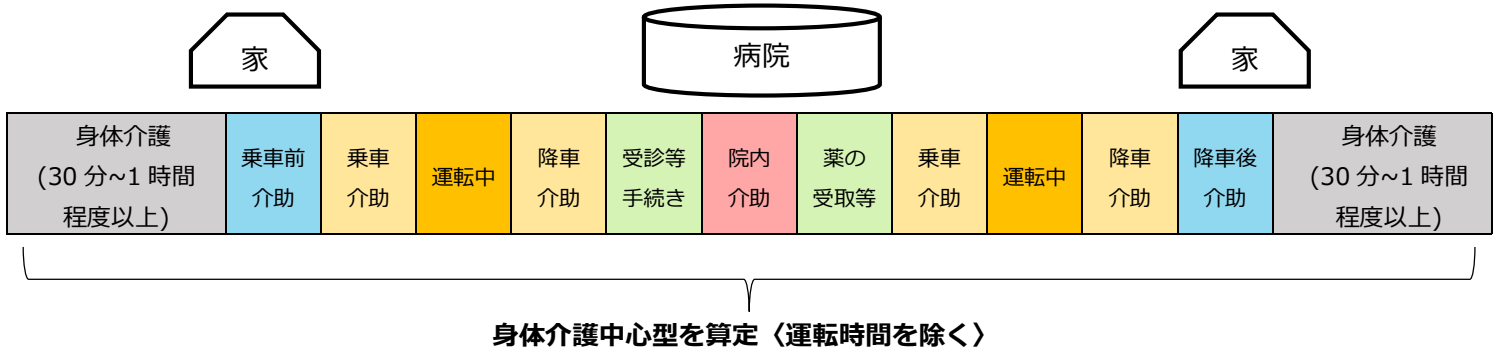 家
病院
家
身体介護
(30 分~1 時間
程度以上)
乗車前
介助
乗車
介助
運転中
降車
介助
受診等
手続き
院内
介助
薬の
受取等
乗車
介助
運転中
降車
介助
降車後
介助
身体介護
(30 分~1 時間
程度以上)
身体介護中心型を算定〈運転時間を除く〉